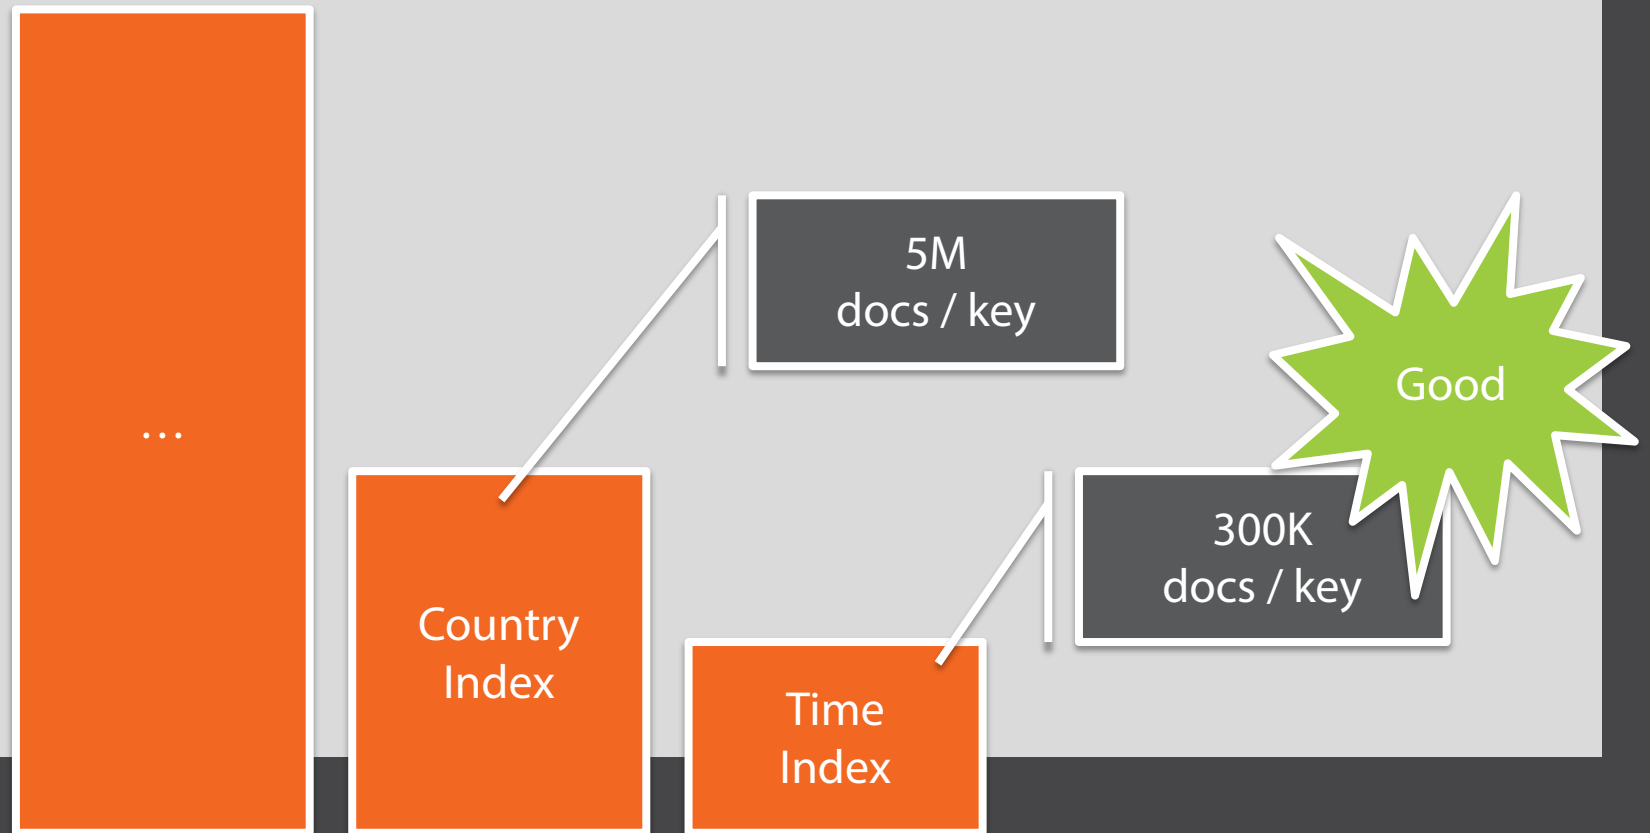 …
Country
Index
5M
docs / key
Time
Index
300K
docs / key
Good